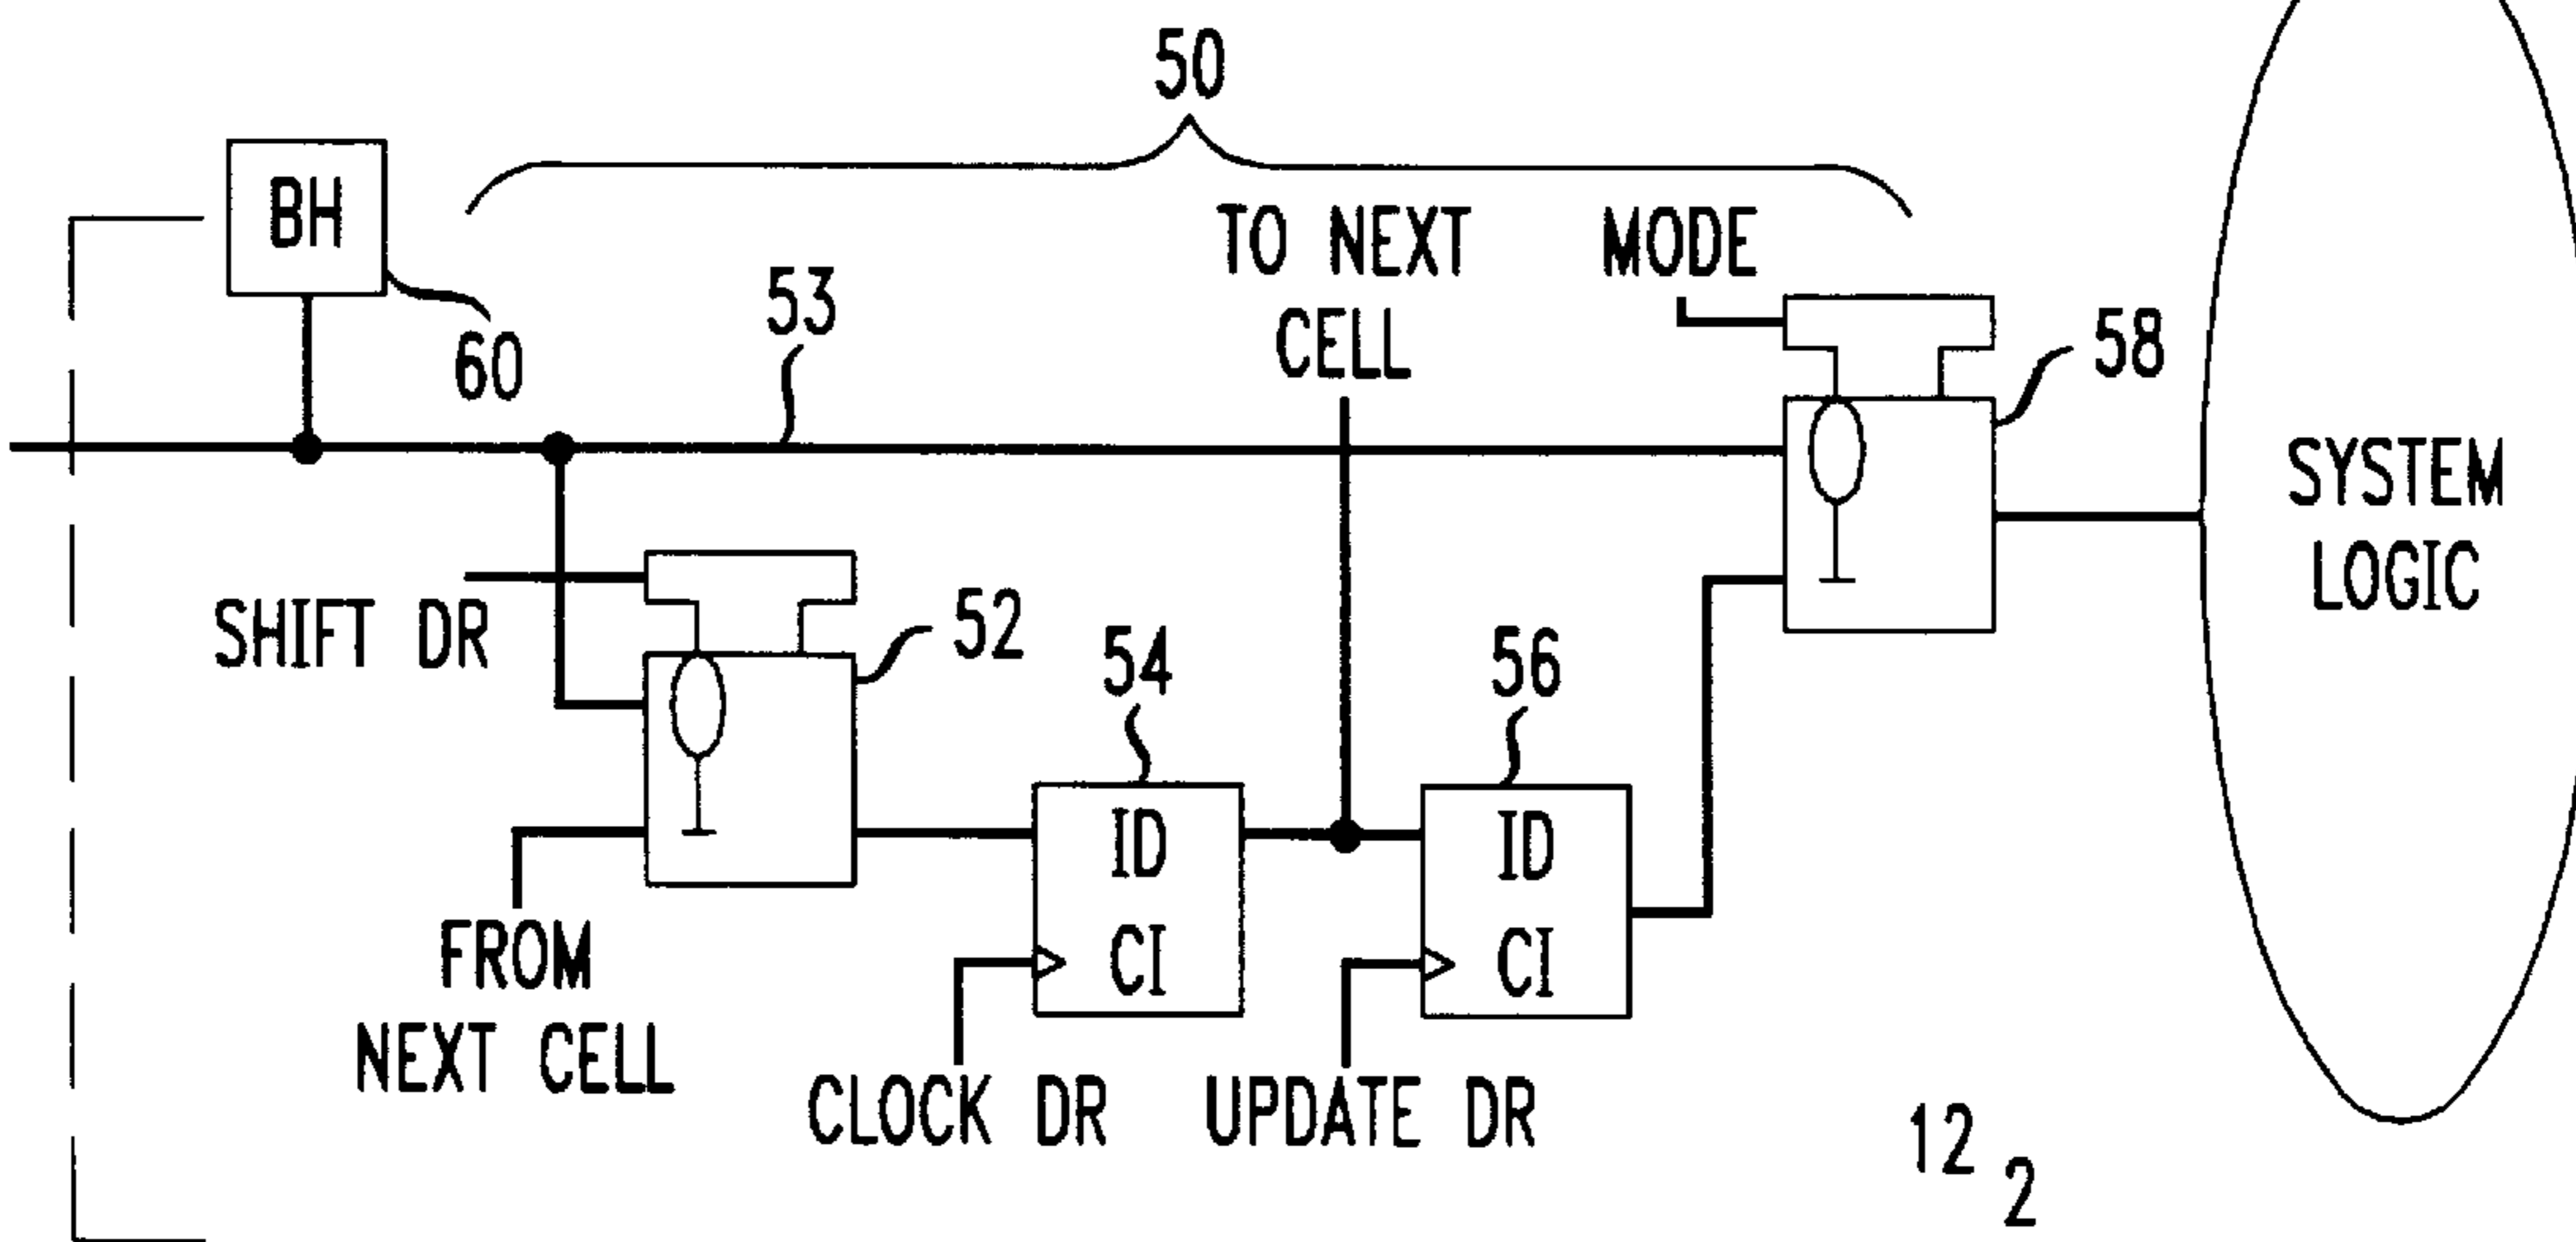 50
BH
TO NEXT
CELL
MODE
53
60
58
SYSTEM
LOGIC
SHIFT DR
52
54
56
ID
CI
ID
CI
FROM
NEXT CELL
CLOCK DR
UPDATE DR
12 2